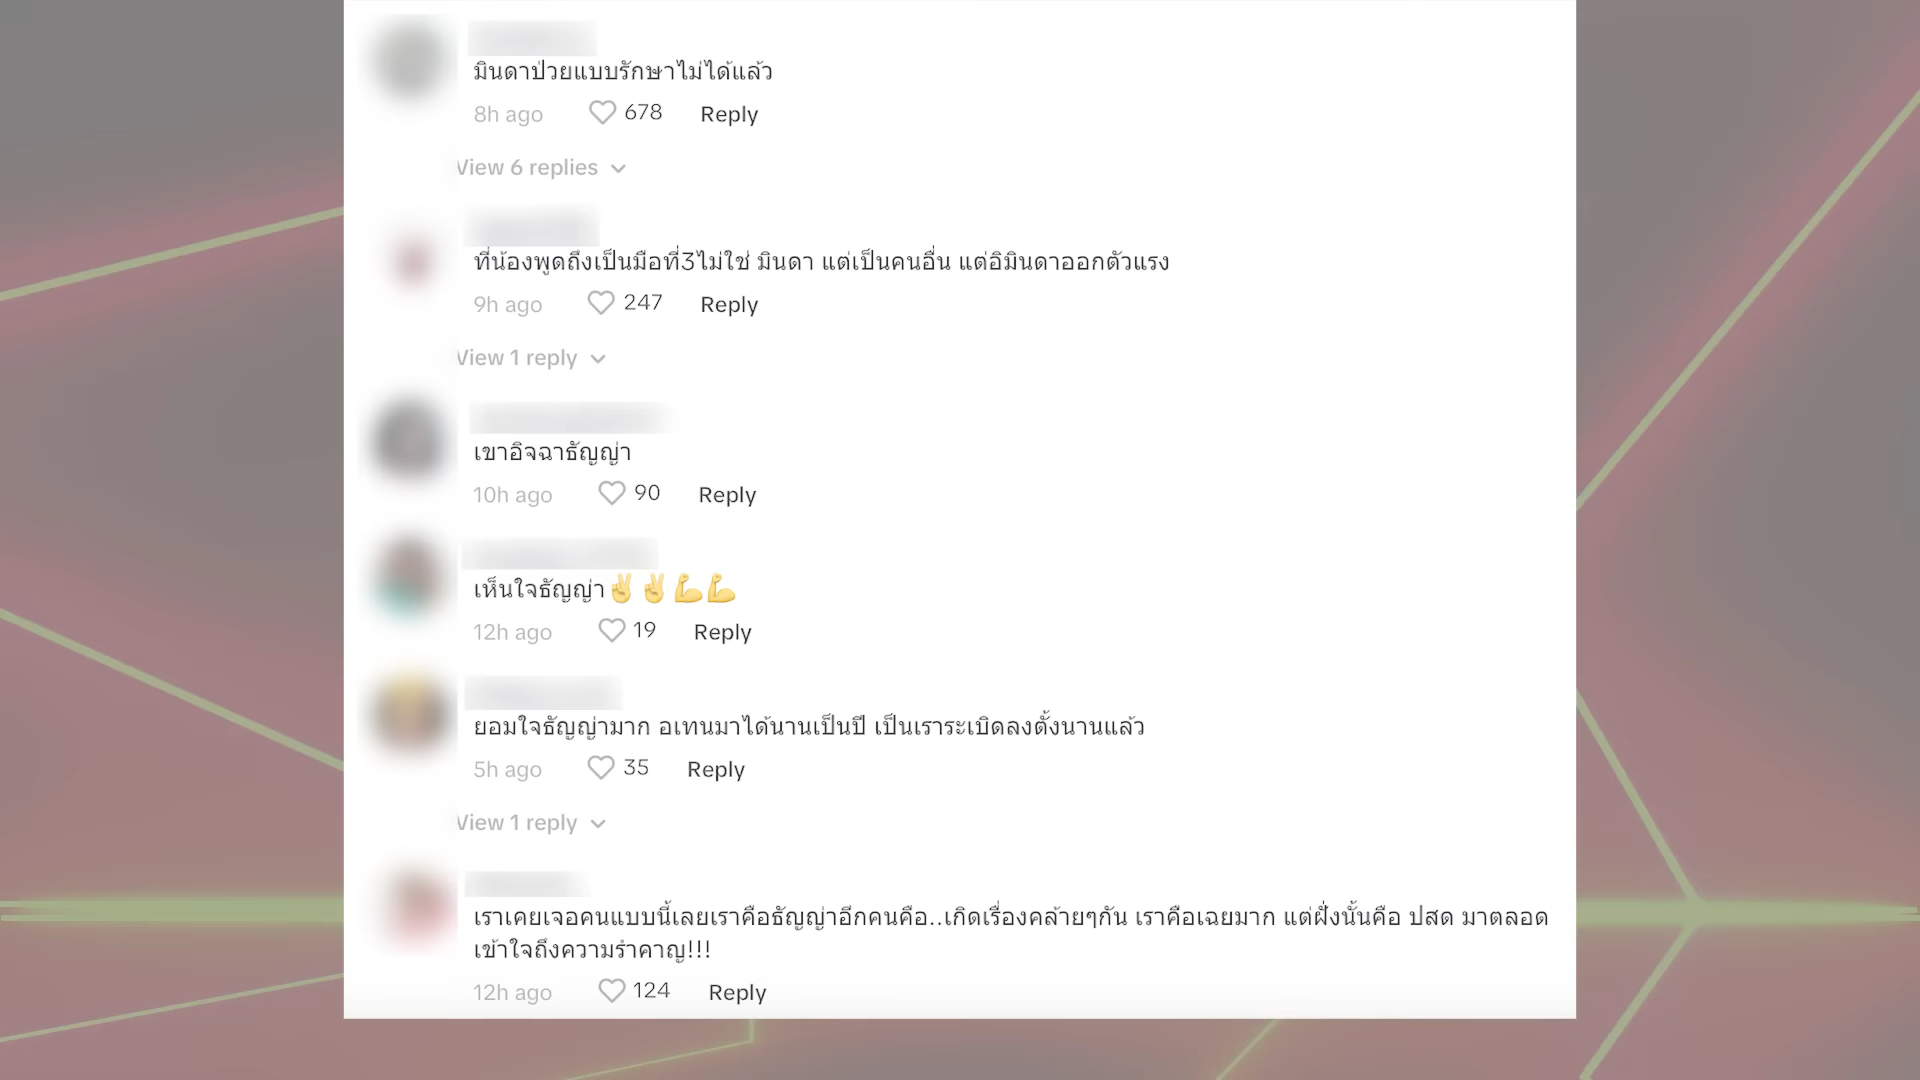 มินดาป่วยแบบรักษาไม่ได้แล้ว
8h ago 678 Reply
View 6 replies
ที่น้องพูดถึงเป็นมือที่3ไม่ใช่ มินดา แต่เป็นคนอื่น แต่อิมินดาออกตัวแรง
9h ago 247 Reply
View 1 reply
เขาอิจฉาธัญญ่า
10h ago 90 Reply
เห็นใจธัญญ่า✌️✌️💪💪
12h ago 19 Reply
ยอมใจธัญญ่ามาก อเทนมาได้นานเป็นปี เป็นเราระเบิดลงตั้งนานแล้ว
5h ago 35 Reply
View 1 reply
เราเคยเจอคนแบบนี้เลยเราคือธัญญ่าอีกคนคือ..เกิดเรื่องคล้ายๆกัน เราคือเฉยมาก แต่ฝั่งนั้นคือ ปสด มาตลอด
เข้าใจถึงความรำคาญ!!!
12h ago 124 Reply